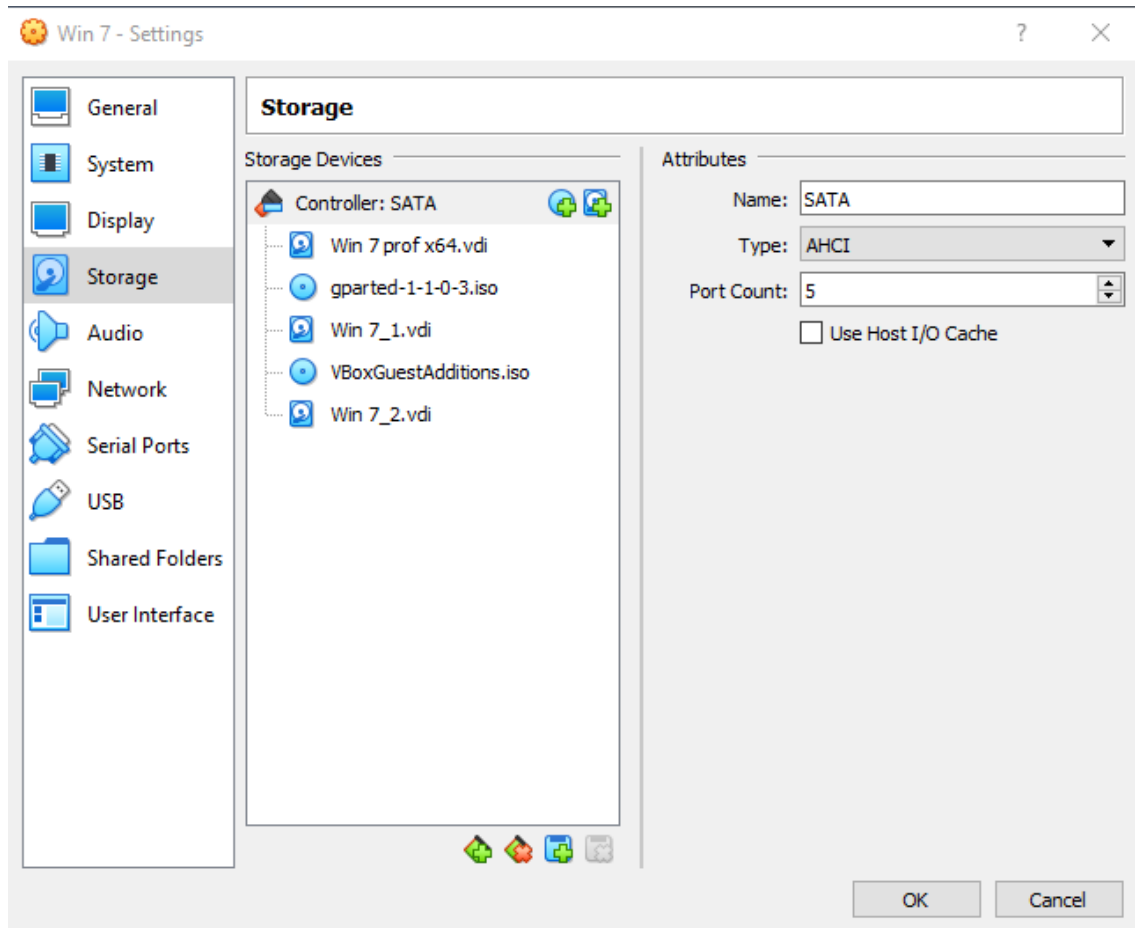 Win 7 - Settings
?
General
System
Display
Storage
Audio
Network
Serial Ports
USB
Shared Folders
User Interface
Storage
Storage Devices
Controller: SATA
Win 7 prof x64.vdi
gparted-1-1-0-3.iso
Win 7_1.vdi
VBoxGuestAdditions.iso
Win 7_2.vdi
Attributes
Name: SATA
Type: AHCI
Port Count: 5
Use Host I/O Cache
OK Cancel